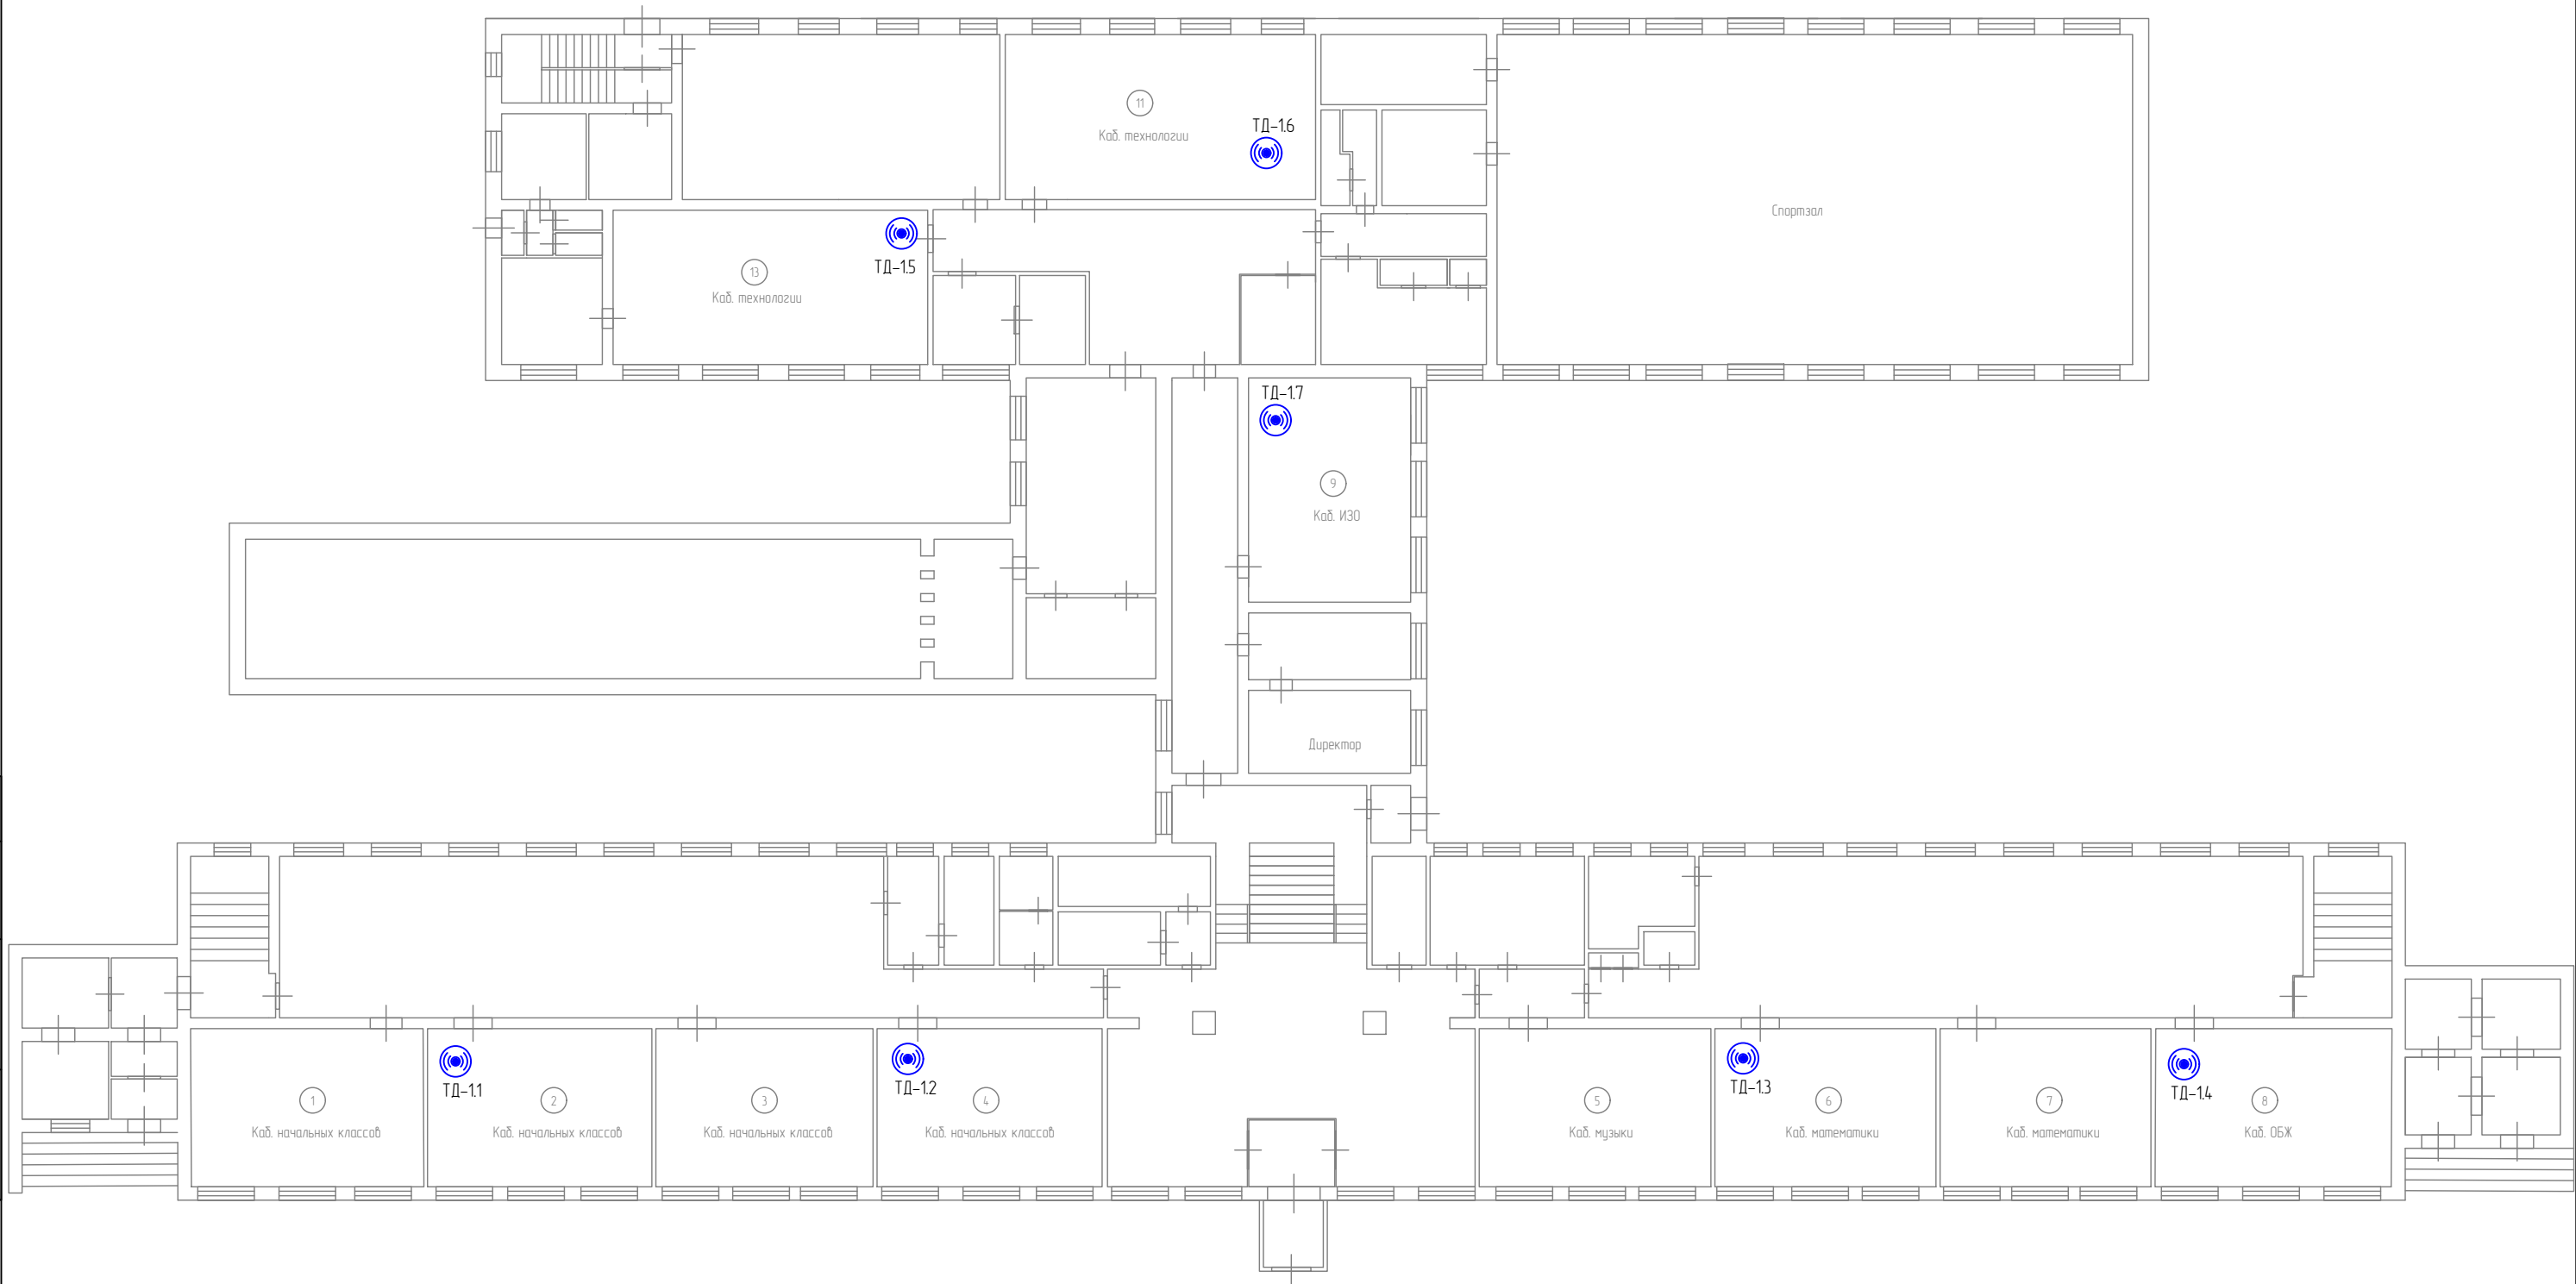 11
Каб. технологии
ТД-1.6
Спортзал
ТД-1.5
13
Каб. технологии
ТД-1.7
9
Каб. ИЗО
Директор
ТД-1.1
ТД-1.2
ТД-1.3
ТД-1.4
1
2
3
4
5
6
7
8
Каб. начальных классов
Каб. начальных классов
Каб. начальных классов
Каб. начальных классов
Каб. музыки
Каб. математики
Каб. математики
Каб. ОБЖ